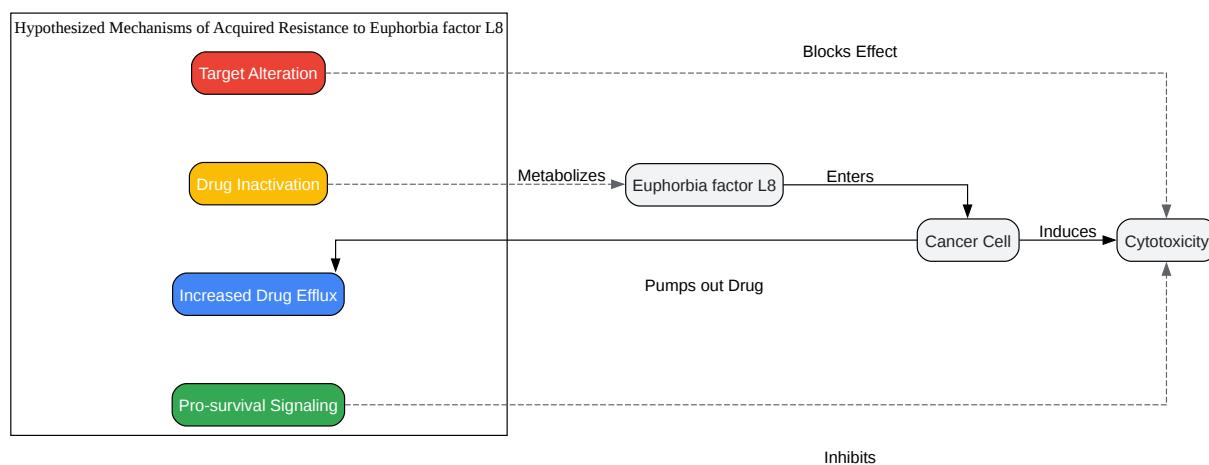 Hypothesized Mechanisms of Acquired Resistance to Euphorbia factor L8
Target Alteration
Blocks Effect
Drug Inactivation
Metabolizes
Euphorbia factor L8
Enters
Cancer Cell
Induces
Cytotoxicity
Increased Drug Efflux
Pumps out Drug
Pro-survival Signaling
Inhibits